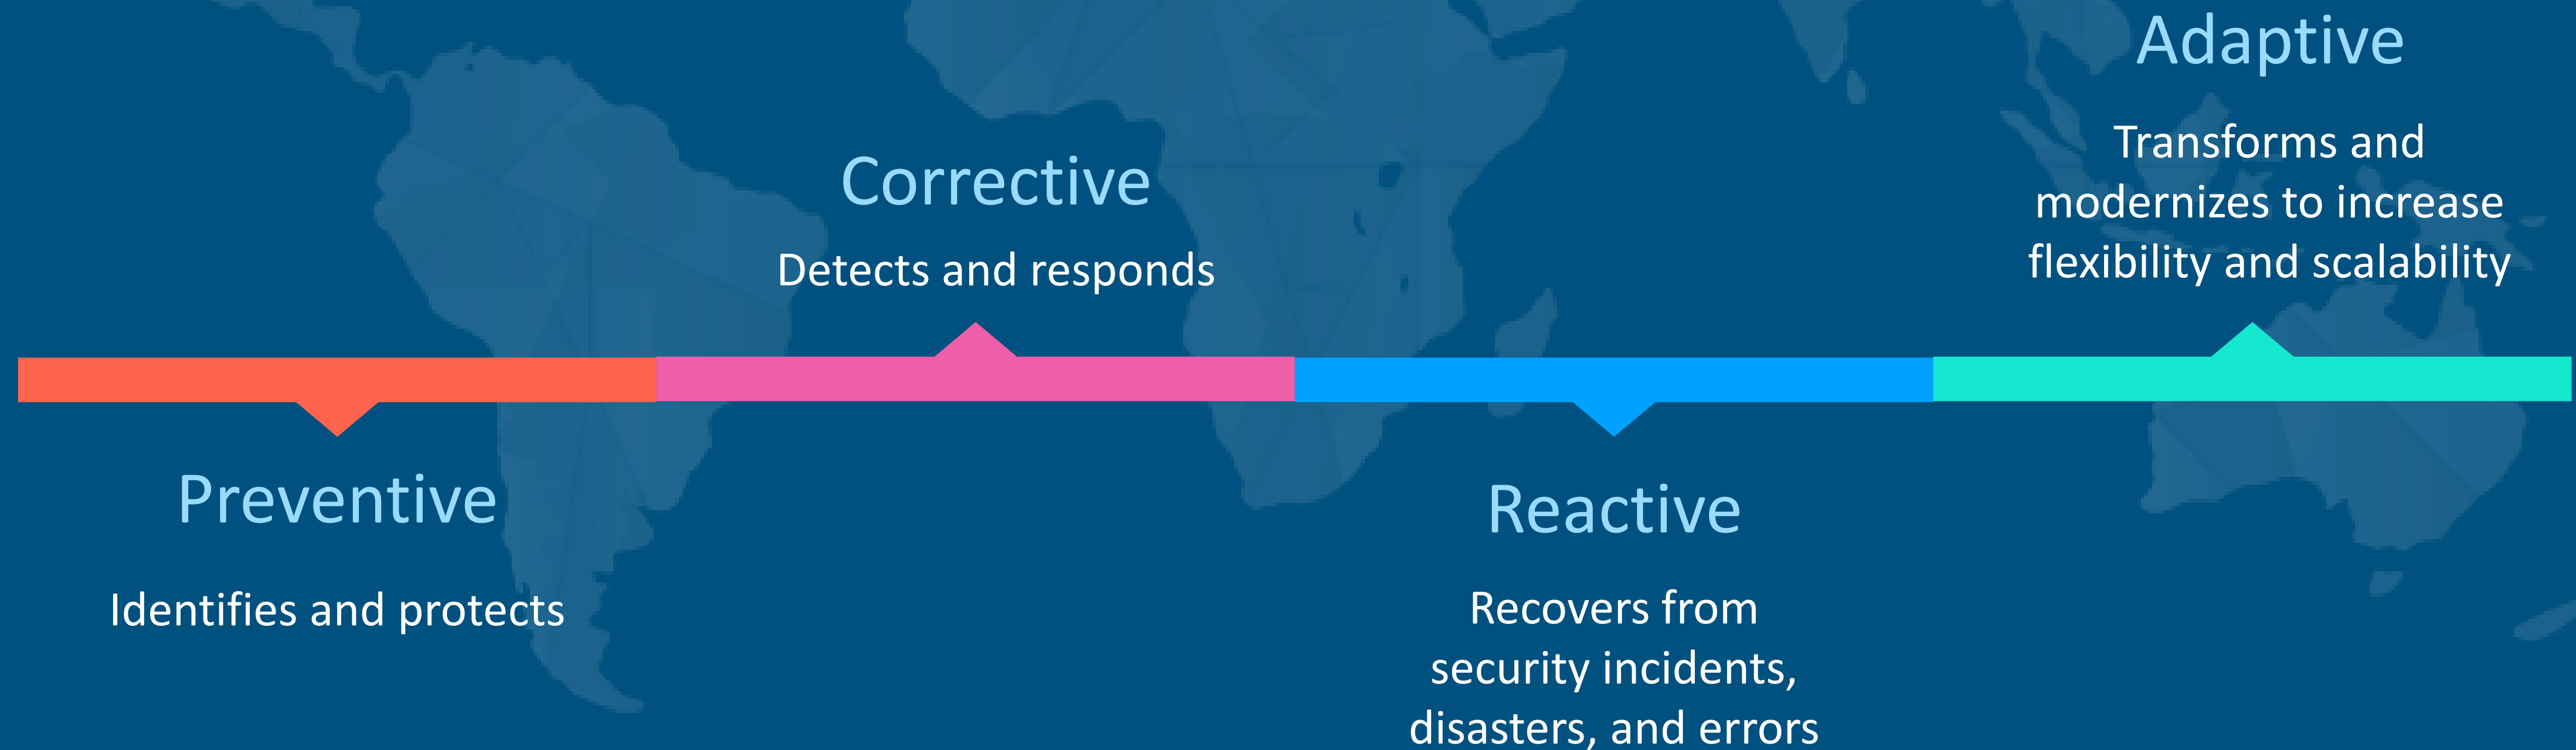 Preventive
Identifies and protects
Corrective
Detects and responds
Reactive
Recovers from
security incidents,
disasters, and errors
Adaptive
Transforms and
modernizes to increase
flexibility and scalability